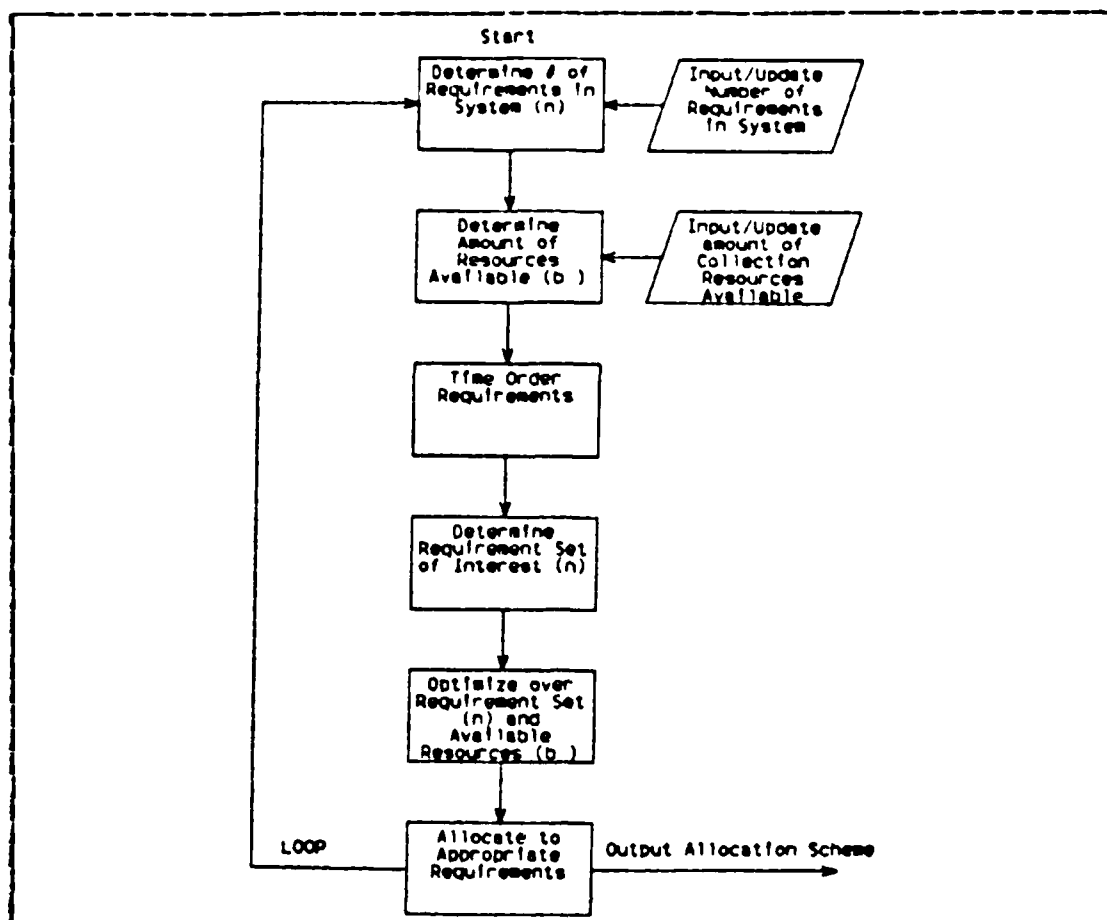 Start
Determine # of
Requirements in
System (n)
Input/Update
Number of
Requirements
in System
Determine
Amount of
Resources
Available (b )
Input/Update
amount of
Collection
Resources
Available
Time Order
Requirements
Determine
Requirement Set
of Interest (n)
Optimize over
Requirement Set
(n) and
Available
Resources (b )
Allocate to
Appropriate
Requirements
LOOP
Output Allocation Scheme